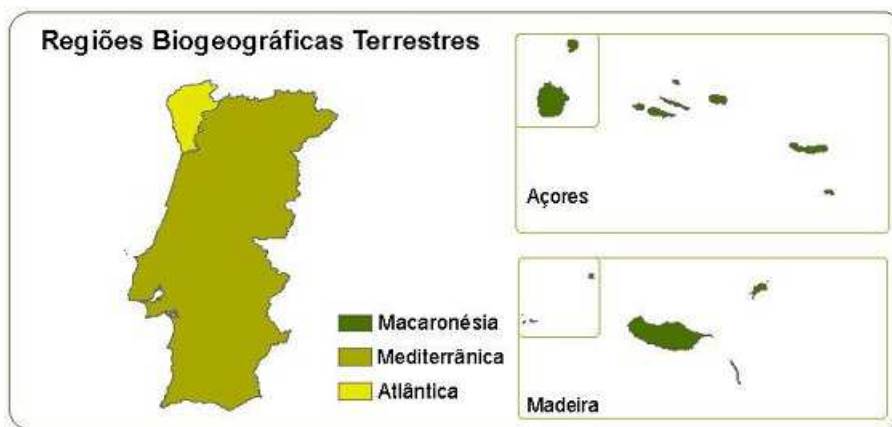 Regiões Biogeográficas Terrestres
Açores
Macaronésia
Mediterrânica
Atlântica
Madeira